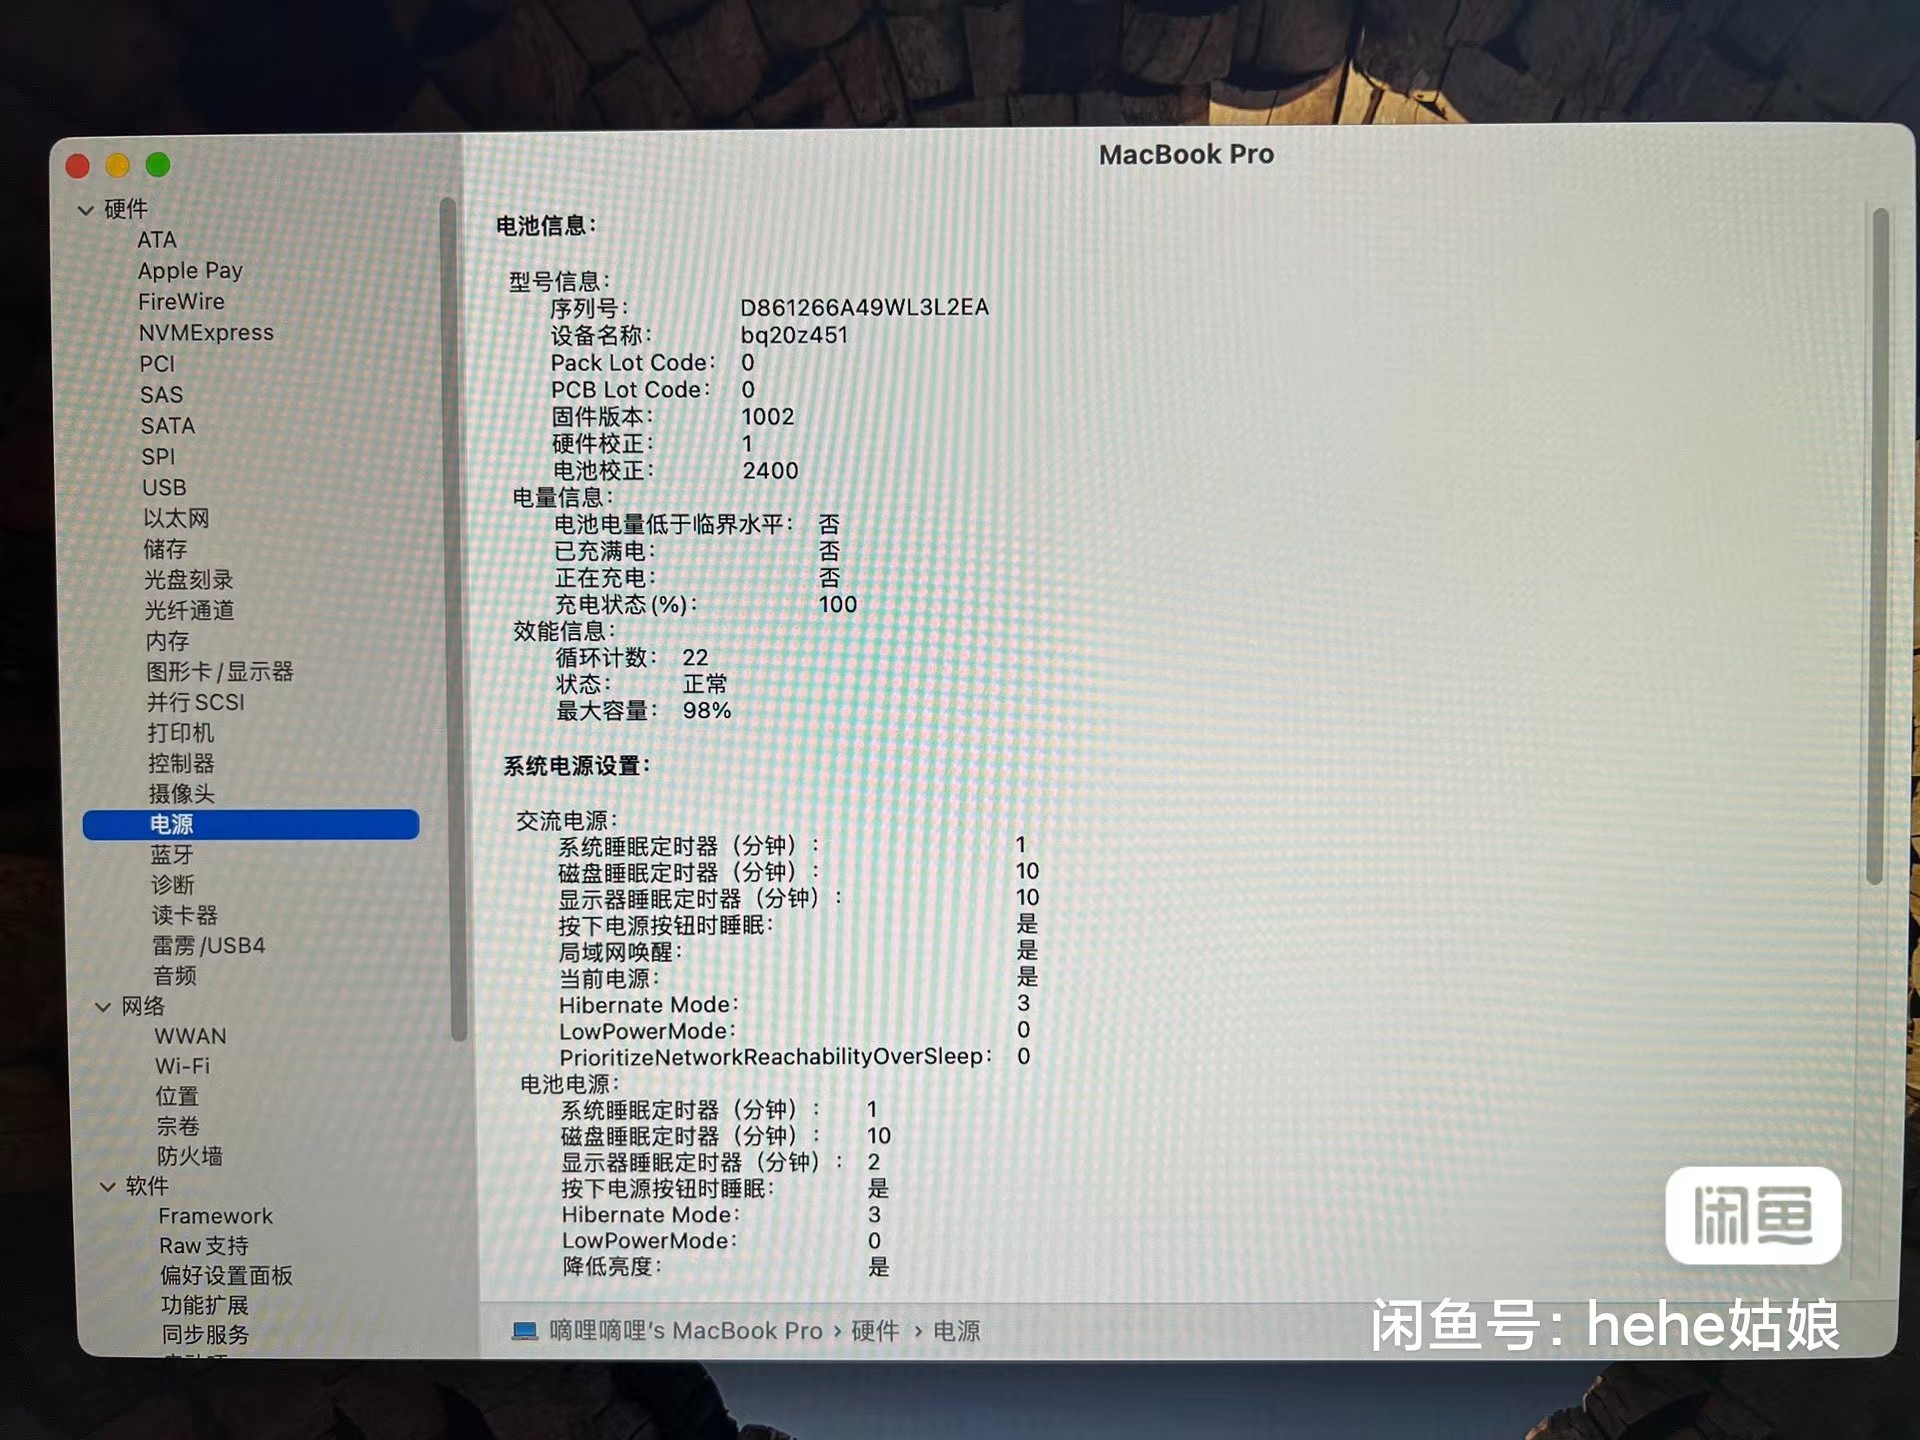 MacBook Pro
硬件
ATA
Apple Pay
FireWire
NVMExpress
PCI
SAS
SATA
SPI
USB
以太网
储存
光盘刻录
光纤通道
内存
图形卡/显示器
并行SCSI
打印机
控制器
摄像头
电源
蓝牙
诊断
读卡器
雷雳/USB4
音频
网络
WWAN
Wi-Fi
位置
宗卷
防火墙
软件
Framework
Raw支持
偏好设置面板
功能扩展
同步服务
电池信息：
型号信息：
序列号： D861266A49WL3L2EA
设备名称： bq20z451
Pack Lot Code： 0
PCB Lot Code： 0
固件版本： 1002
硬件校正： 1
电池校正： 2400
电量信息：
电池电量低于临界水平： 否
已充满电： 否
正在充电： 否
充电状态(%)： 100
效能信息：
循环计数： 22
状态： 正常
最大容量： 98%
系统电源设置：
交流电源：
系统睡眠定时器（分钟）： 1
磁盘睡眠定时器（分钟）： 10
显示器睡眠定时器（分钟）： 10
按下电源按钮时睡眠： 是
局域网唤醒： 是
当前电源： 是
Hibernate Mode： 3
LowPowerMode： 0
PrioritizeNetworkReachabilityOverSleep： 0
电池电源：
系统睡眠定时器（分钟）： 1
磁盘睡眠定时器（分钟）： 10
显示器睡眠定时器（分钟）： 2
按下电源按钮时睡眠： 是
Hibernate Mode： 3
LowPowerMode： 0
降低亮度： 是
嘀哩嘀哩's MacBook Pro › 硬件 › 电源
闲鱼
闲鱼号：hehe姑娘